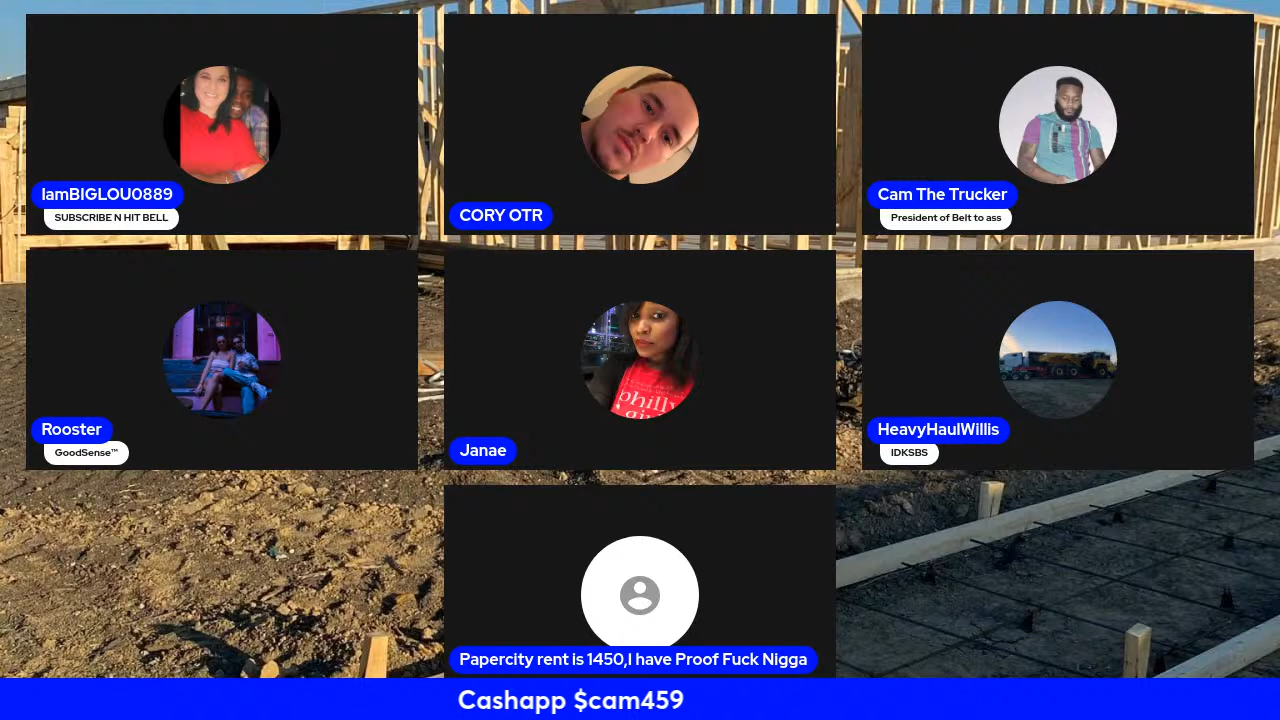 IamBIGLOU0889
SUBSCRIBE N HIT BELL
CORY OTR
Cam The Trucker
President of Belt to ass
Rooster
GoodSense™
Janae
philly
HeavyHaulWillis
IDKSBS
Papercity rent is 1450,I have Proof Fuck Nigga
Cashapp $cam459